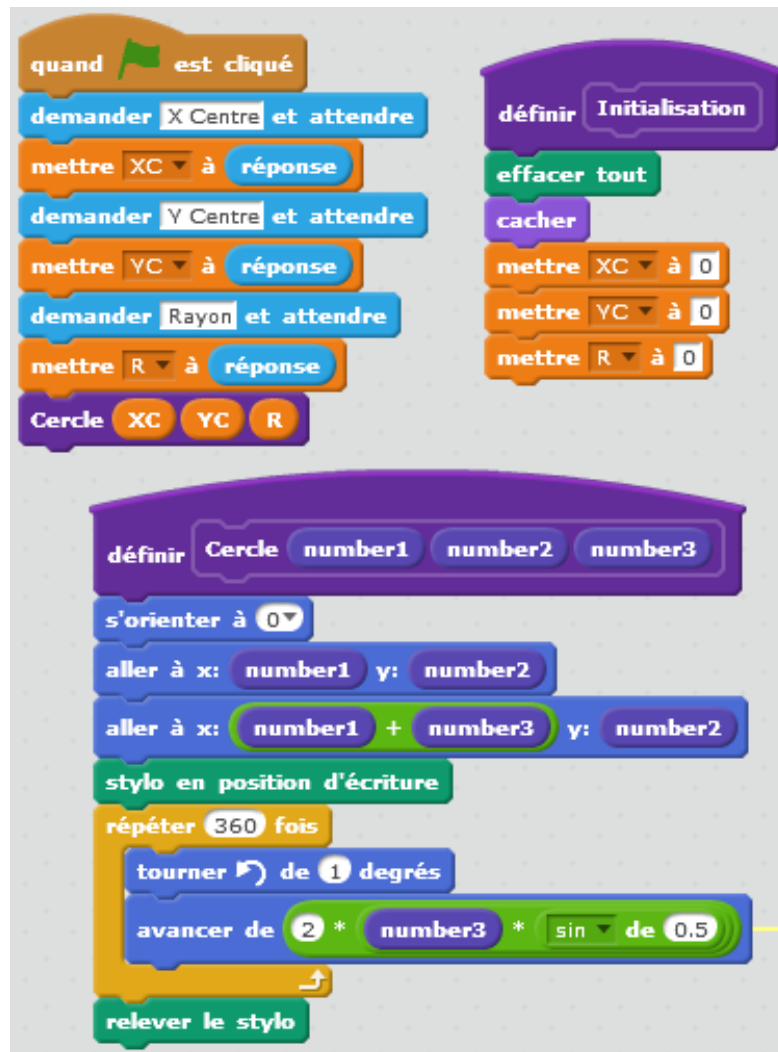 quand est cliqué
demander X Centre et attendre
mettre XC à réponse
demander Y Centre et attendre
mettre YC à réponse
demander Rayon et attendre
mettre R à réponse
Cercle XC YC R
définir Initialisation
effacer tout
cacher
mettre XC à 0
mettre YC à 0
mettre R à 0
définir Cercle number1 number2 number3
s'orienter à 0
aller à x: number1 y: number2
aller à x: number1 + number3 y: number2
stylo en position d'écriture
répéter 360 fois
tourner de 1 degrés
avancer de 2 * number3 * sin de 0.5
relever le stylo